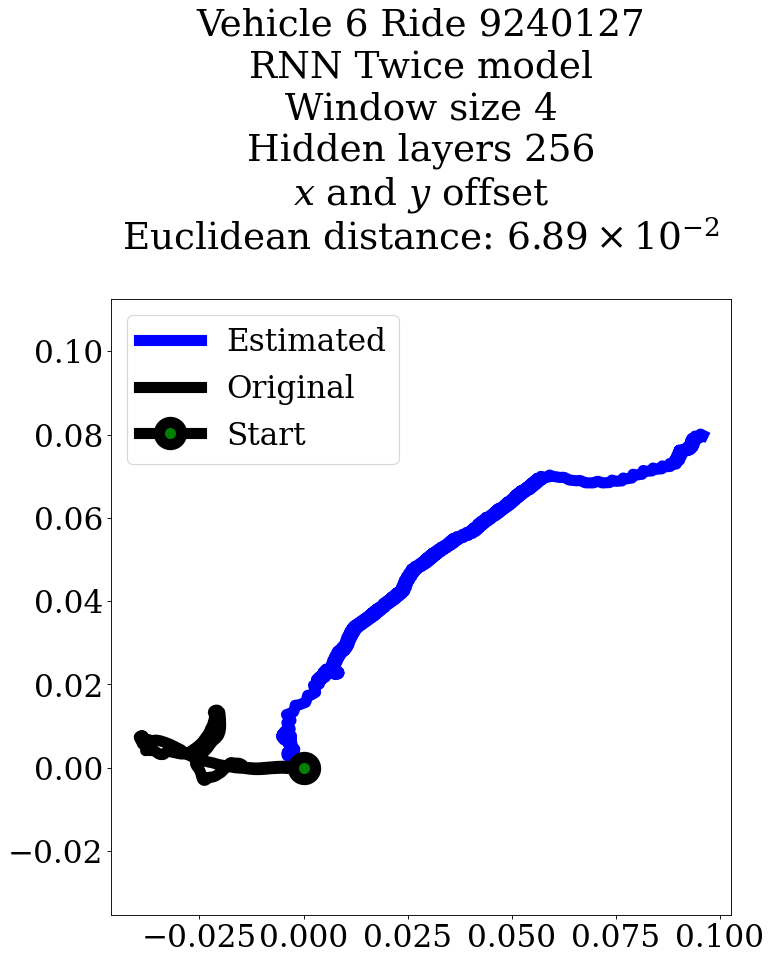 Vehicle 6 Ride 9240127
RNN Twice model
Window size 4
Hidden layers 256
x and y offset
Euclidean distance: 6.89 × 10⁻²
Estimated
Original
Start
0.10
0.08
0.06
0.04
0.02
0.00
−0.02
−0.025 0.000 0.025 0.050 0.075 0.100